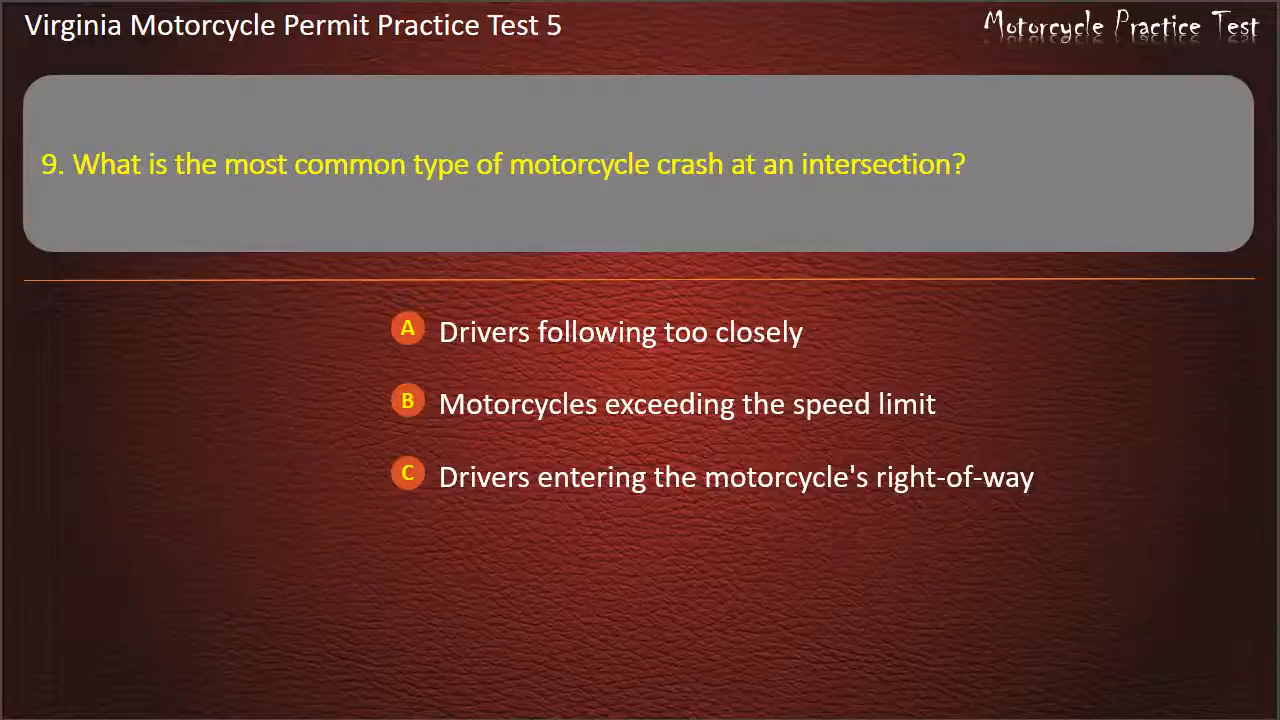 Virginia Motorcycle Permit Practice Test 5
Motorcycle Practice Test
9. What is the most common type of motorcycle crash at an intersection?
A Drivers following too closely
B Motorcycles exceeding the speed limit
C Drivers entering the motorcycle's right-of-way